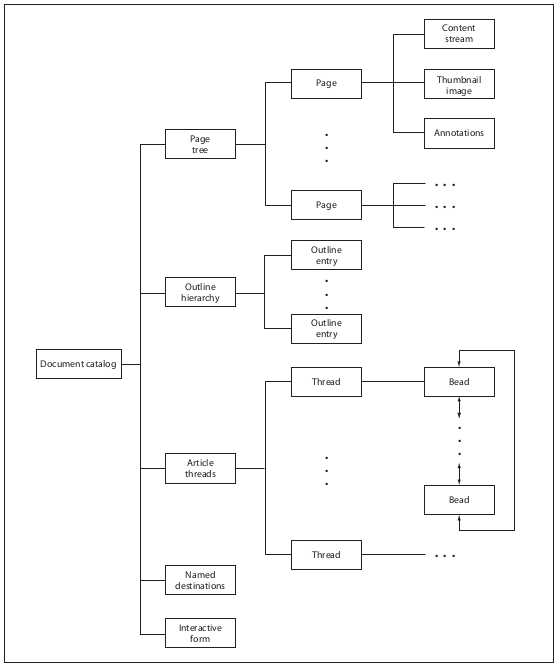 Content
stream
Page
Thumbnail
image
Annotations
Page
tree
Page
Outline
entry
Outline
hierarchy
Outline
entry
Document catalog
Thread
Bead
Article
threads
Bead
Thread
Named
destinations
Interactive
form